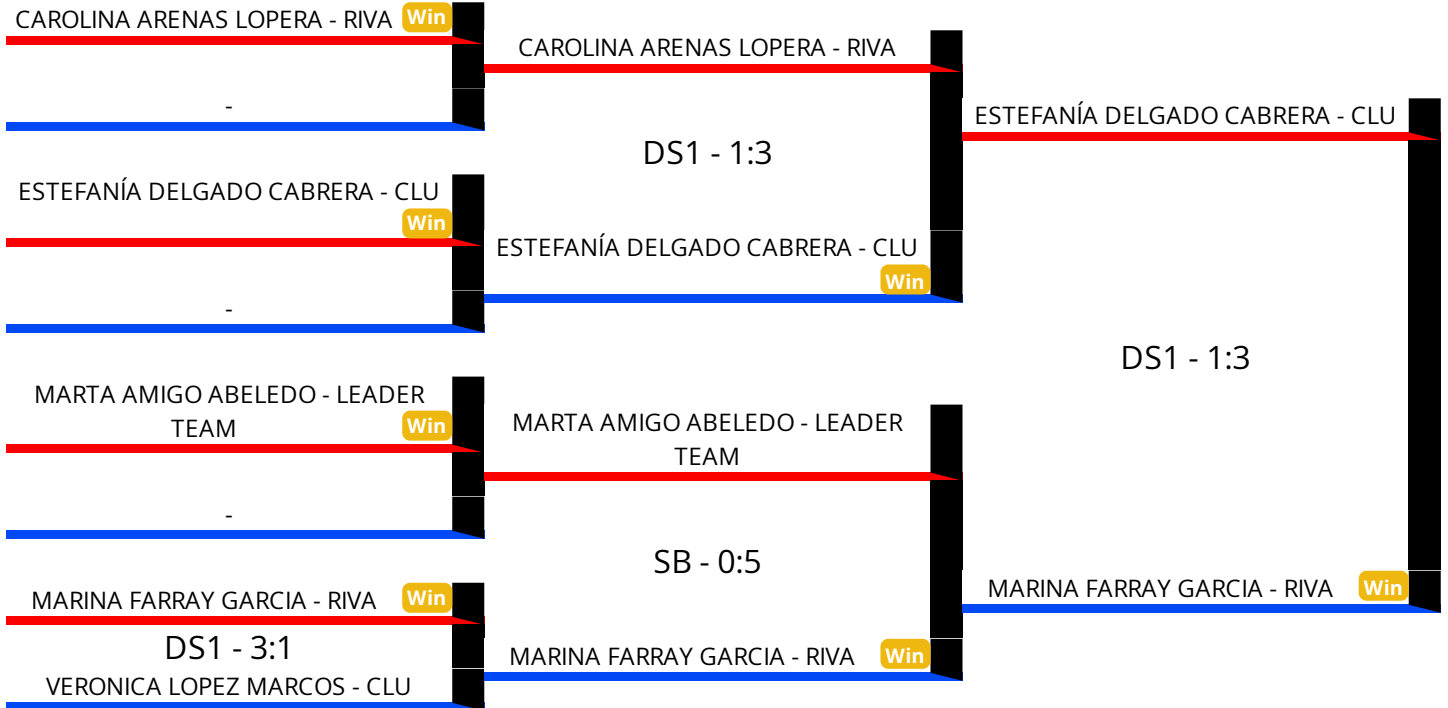 CAROLINA ARENAS LOPERA - RIVA Win
-
ESTEFANÍA DELGADO CABRERA - CLU
Win
-
MARTA AMIGO ABELEDO - LEADER
TEAM Win
-
MARINA FARRAY GARCIA - RIVA Win
DS1 - 3:1
VERONICA LOPEZ MARCOS - CLU
CAROLINA ARENAS LOPERA - RIVA
DS1 - 1:3
ESTEFANÍA DELGADO CABRERA - CLU
Win
MARTA AMIGO ABELEDO - LEADER
TEAM
SB - 0:5
MARINA FARRAY GARCIA - RIVA Win
ESTEFANÍA DELGADO CABRERA - CLU
DS1 - 1:3
MARINA FARRAY GARCIA - RIVA Win